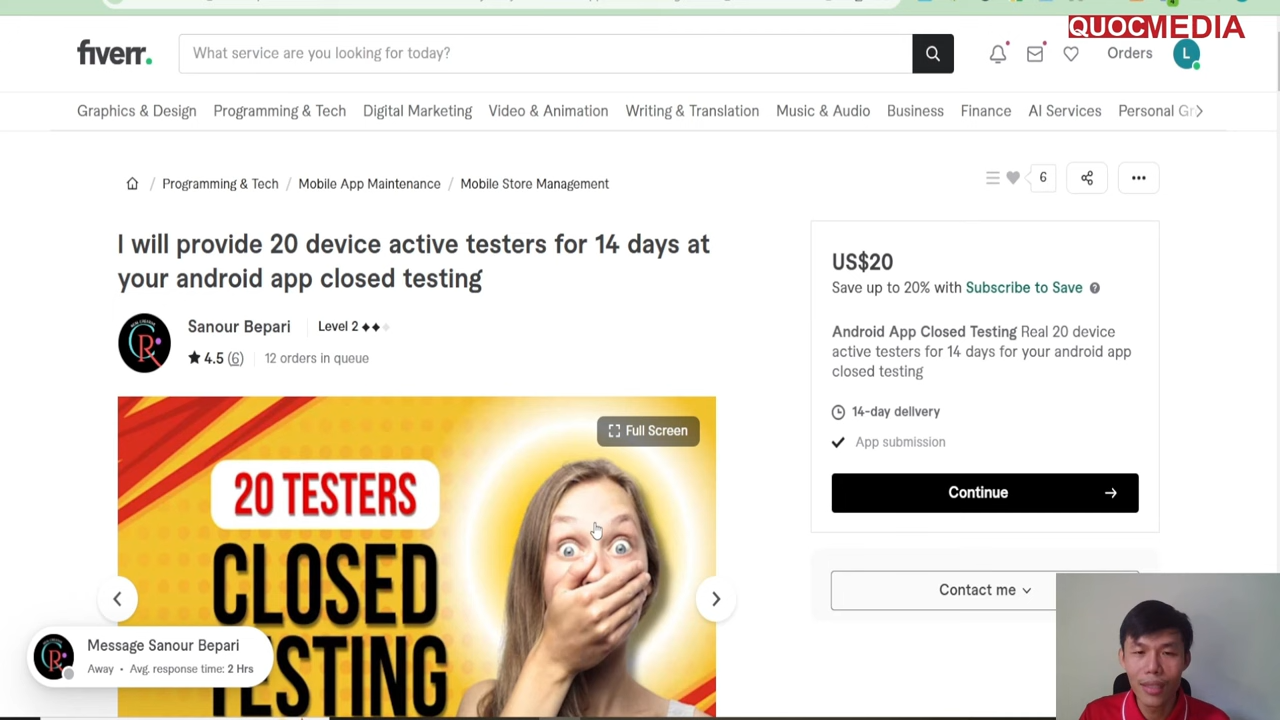 QUOCMEDIA
fiverr.
What service are you looking for today?
Orders
L
Graphics & Design
Programming & Tech
Digital Marketing
Video & Animation
Writing & Translation
Music & Audio
Business
Finance
AI Services
Personal Gr
/ Programming & Tech / Mobile App Maintenance / Mobile Store Management
6
I will provide 20 device active testers for 14 days at
your android app closed testing
Sanour Bepari
Level 2
4.5 (6)
12 orders in queue
US$20
Save up to 20% with Subscribe to Save
Android App Closed Testing Real 20 device
active testers for 14 days for your android app
closed testing
14-day delivery
App submission
Continue
Contact me
Full Screen
20 TESTERS
CLOSED
TESTING
Message Sanour Bepari
Away • Avg. response time: 2 Hrs